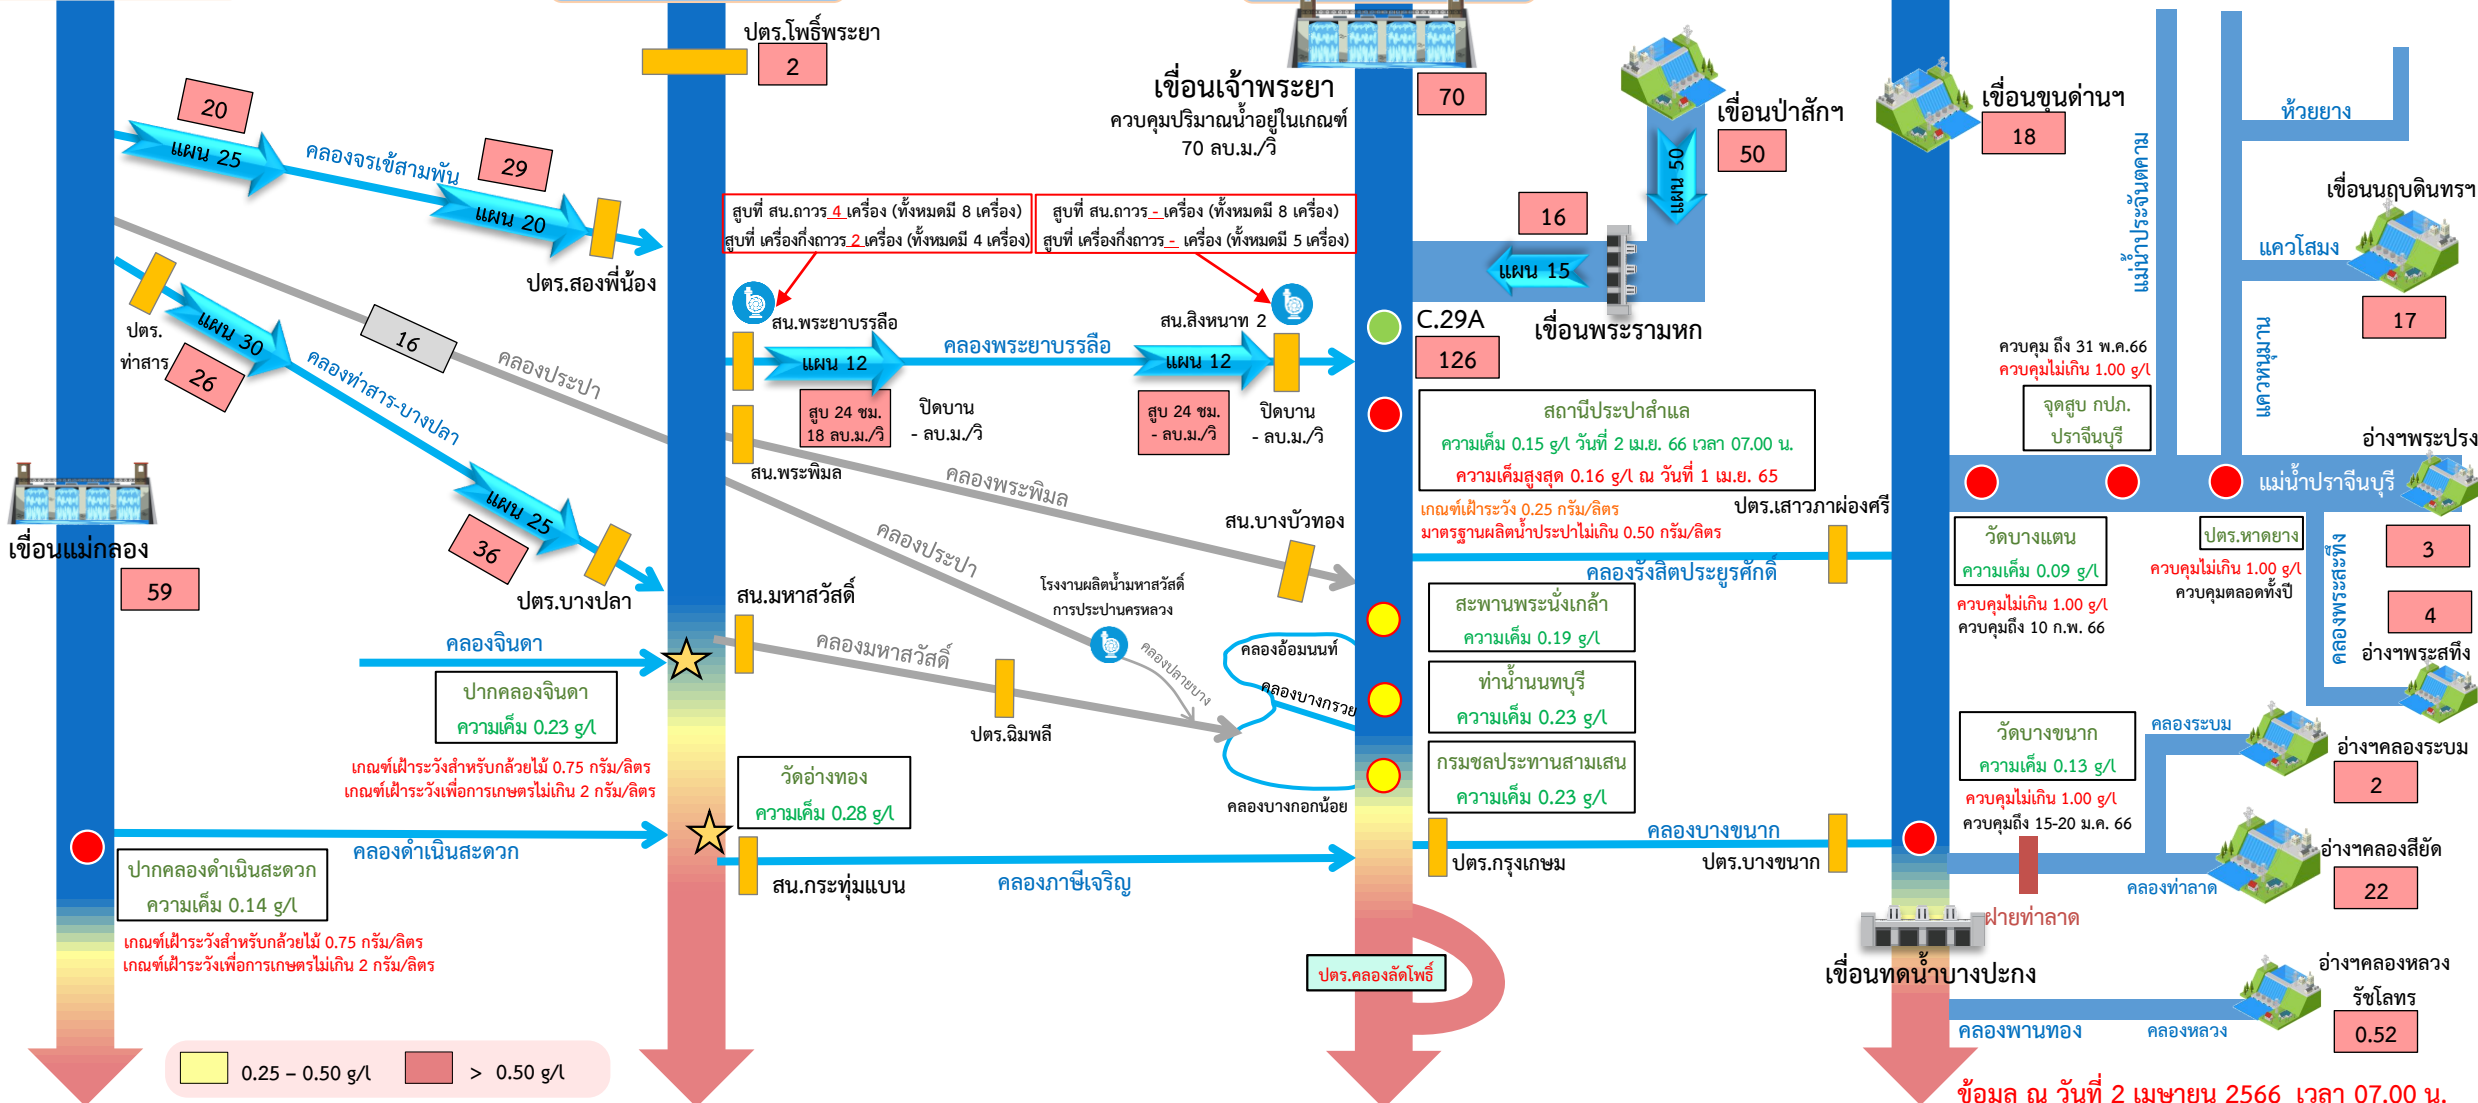 ปตร.โพธิ์พระยา
2
20
แผน 25
คลองจรเข้สามพัน
29
แผน 20
ปตร.สองพี่น้อง
ปตร.
ท่าสาร
แผน 30
26
16
คลองประปา
คลองท่าสาร-บางปลา
แผน 25
36
ปตร.บางปลา
เขื่อนแม่กลอง
59
คลองจินดา
ปากคลองจินดา
ความเค็ม 0.23 g/l
เกณฑ์เฝ้าระวังสำหรับกล้วยไม้ 0.75 กรัม/ลิตร
เกณฑ์เฝ้าระวังเพื่อการเกษตรไม่เกิน 2 กรัม/ลิตร
คลองดำเนินสะดวก
ปากคลองดำเนินสะดวก
ความเค็ม 0.14 g/l
เกณฑ์เฝ้าระวังสำหรับกล้วยไม้ 0.75 กรัม/ลิตร
เกณฑ์เฝ้าระวังเพื่อการเกษตรไม่เกิน 2 กรัม/ลิตร
0.25 – 0.50 g/l
> 0.50 g/l
เขื่อนเจ้าพระยา
ควบคุมปริมาณน้ำอยู่ในเกณฑ์
70 ลบ.ม./วิ
70
สูบที่ สน.ถาวร 4 เครื่อง (ทั้งหมดมี 8 เครื่อง)
สูบที่ เครื่องกึ่งถาวร 2 เครื่อง (ทั้งหมดมี 4 เครื่อง)
สูบที่ สน.ถาวร - เครื่อง (ทั้งหมดมี 8 เครื่อง)
สูบที่ เครื่องกึ่งถาวร - เครื่อง (ทั้งหมดมี 5 เครื่อง)
สน.พระยาบรรลือ
แผน 12
คลองพระยาบรรลือ
สน.สิงหนาท 2
แผน 12
สูบ 24 ชม.
18 ลบ.ม./วิ
ปิดบาน
- ลบ.ม./วิ
สูบ 24 ชม.
- ลบ.ม./วิ
ปิดบาน
- ลบ.ม./วิ
สน.พระพิมล
คลองพระพิมล
สน.บางบัวทอง
คลองประปา
โรงงานผลิตน้ำมหาสวัสดิ์
การประปานครหลวง
สน.มหาสวัสดิ์
คลองมหาสวัสดิ์
ปตร.ฉิมพลี
คลองปลายบาง
คลองอ้อมนนท์
คลองบางกรวย
คลองบางกอกน้อย
วัดอ่างทอง
ความเค็ม 0.28 g/l
สน.กระทุ่มแบน
คลองภาษีเจริญ
เขื่อนป่าสักฯ
50
แผน 50
16
แผน 15
เขื่อนพระรามหก
C.29A
126
สถานีประปาสำแล
ความเค็ม 0.15 g/l วันที่ 2 เม.ย. 66 เวลา 07.00 น.
ความเค็มสูงสุด 0.16 g/l ณ วันที่ 1 เม.ย. 65
เกณฑ์เฝ้าระวัง 0.25 กรัม/ลิตร
มาตรฐานผลิตน้ำประปาไม่เกิน 0.50 กรัม/ลิตร
ปตร.เสาวภาผ่องศรี
คลองรังสิตประยูรศักดิ์
สะพานพระนั่งเกล้า
ความเค็ม 0.19 g/l
ท่าน้ำนนทบุรี
ความเค็ม 0.23 g/l
กรมชลประทานสามเสน
ความเค็ม 0.23 g/l
ปตร.กรุงเกษม
คลองบางขนาก
ปตร.บางขนาก
ปตร.คลองลัดโพธิ์
เขื่อนขุนด่านฯ
18
แม่น้ำประจันตคาม
ห้วยยาง
เขื่อนนฤบดินทรฯ
แควโสมง
17
แควหนุมาน
ควบคุม ถึง 31 พ.ค.66
ควบคุมไม่เกิน 1.00 g/l
จุดสูบ กปภ.
ปราจีนบุรี
อ่างฯพระปรง
แม่น้ำปราจีนบุรี
3
วัดบางแตน
ความเค็ม 0.09 g/l
ควบคุมไม่เกิน 1.00 g/l
ควบคุมถึง 10 ก.พ. 66
ปตร.หาดยาง
ควบคุมไม่เกิน 1.00 g/l
ควบคุมตลอดทั้งปี
คลองพระสะทึง
4
อ่างฯพระสทึง
วัดบางขนาก
ความเค็ม 0.13 g/l
ควบคุมไม่เกิน 1.00 g/l
ควบคุมถึง 15-20 ม.ค. 66
คลองระบม
อ่างฯคลองระบม
2
อ่างฯคลองสียัด
22
คลองท่าลาด
ฝายท่าลาด
เขื่อนทดน้ำบางปะกง
อ่างฯคลองหลวง
รัชโลทร
0.52
คลองพานทอง
คลองหลวง
ข้อมูล ณ วันที่ 2 เมษายน 2566 เวลา 07.00 น.